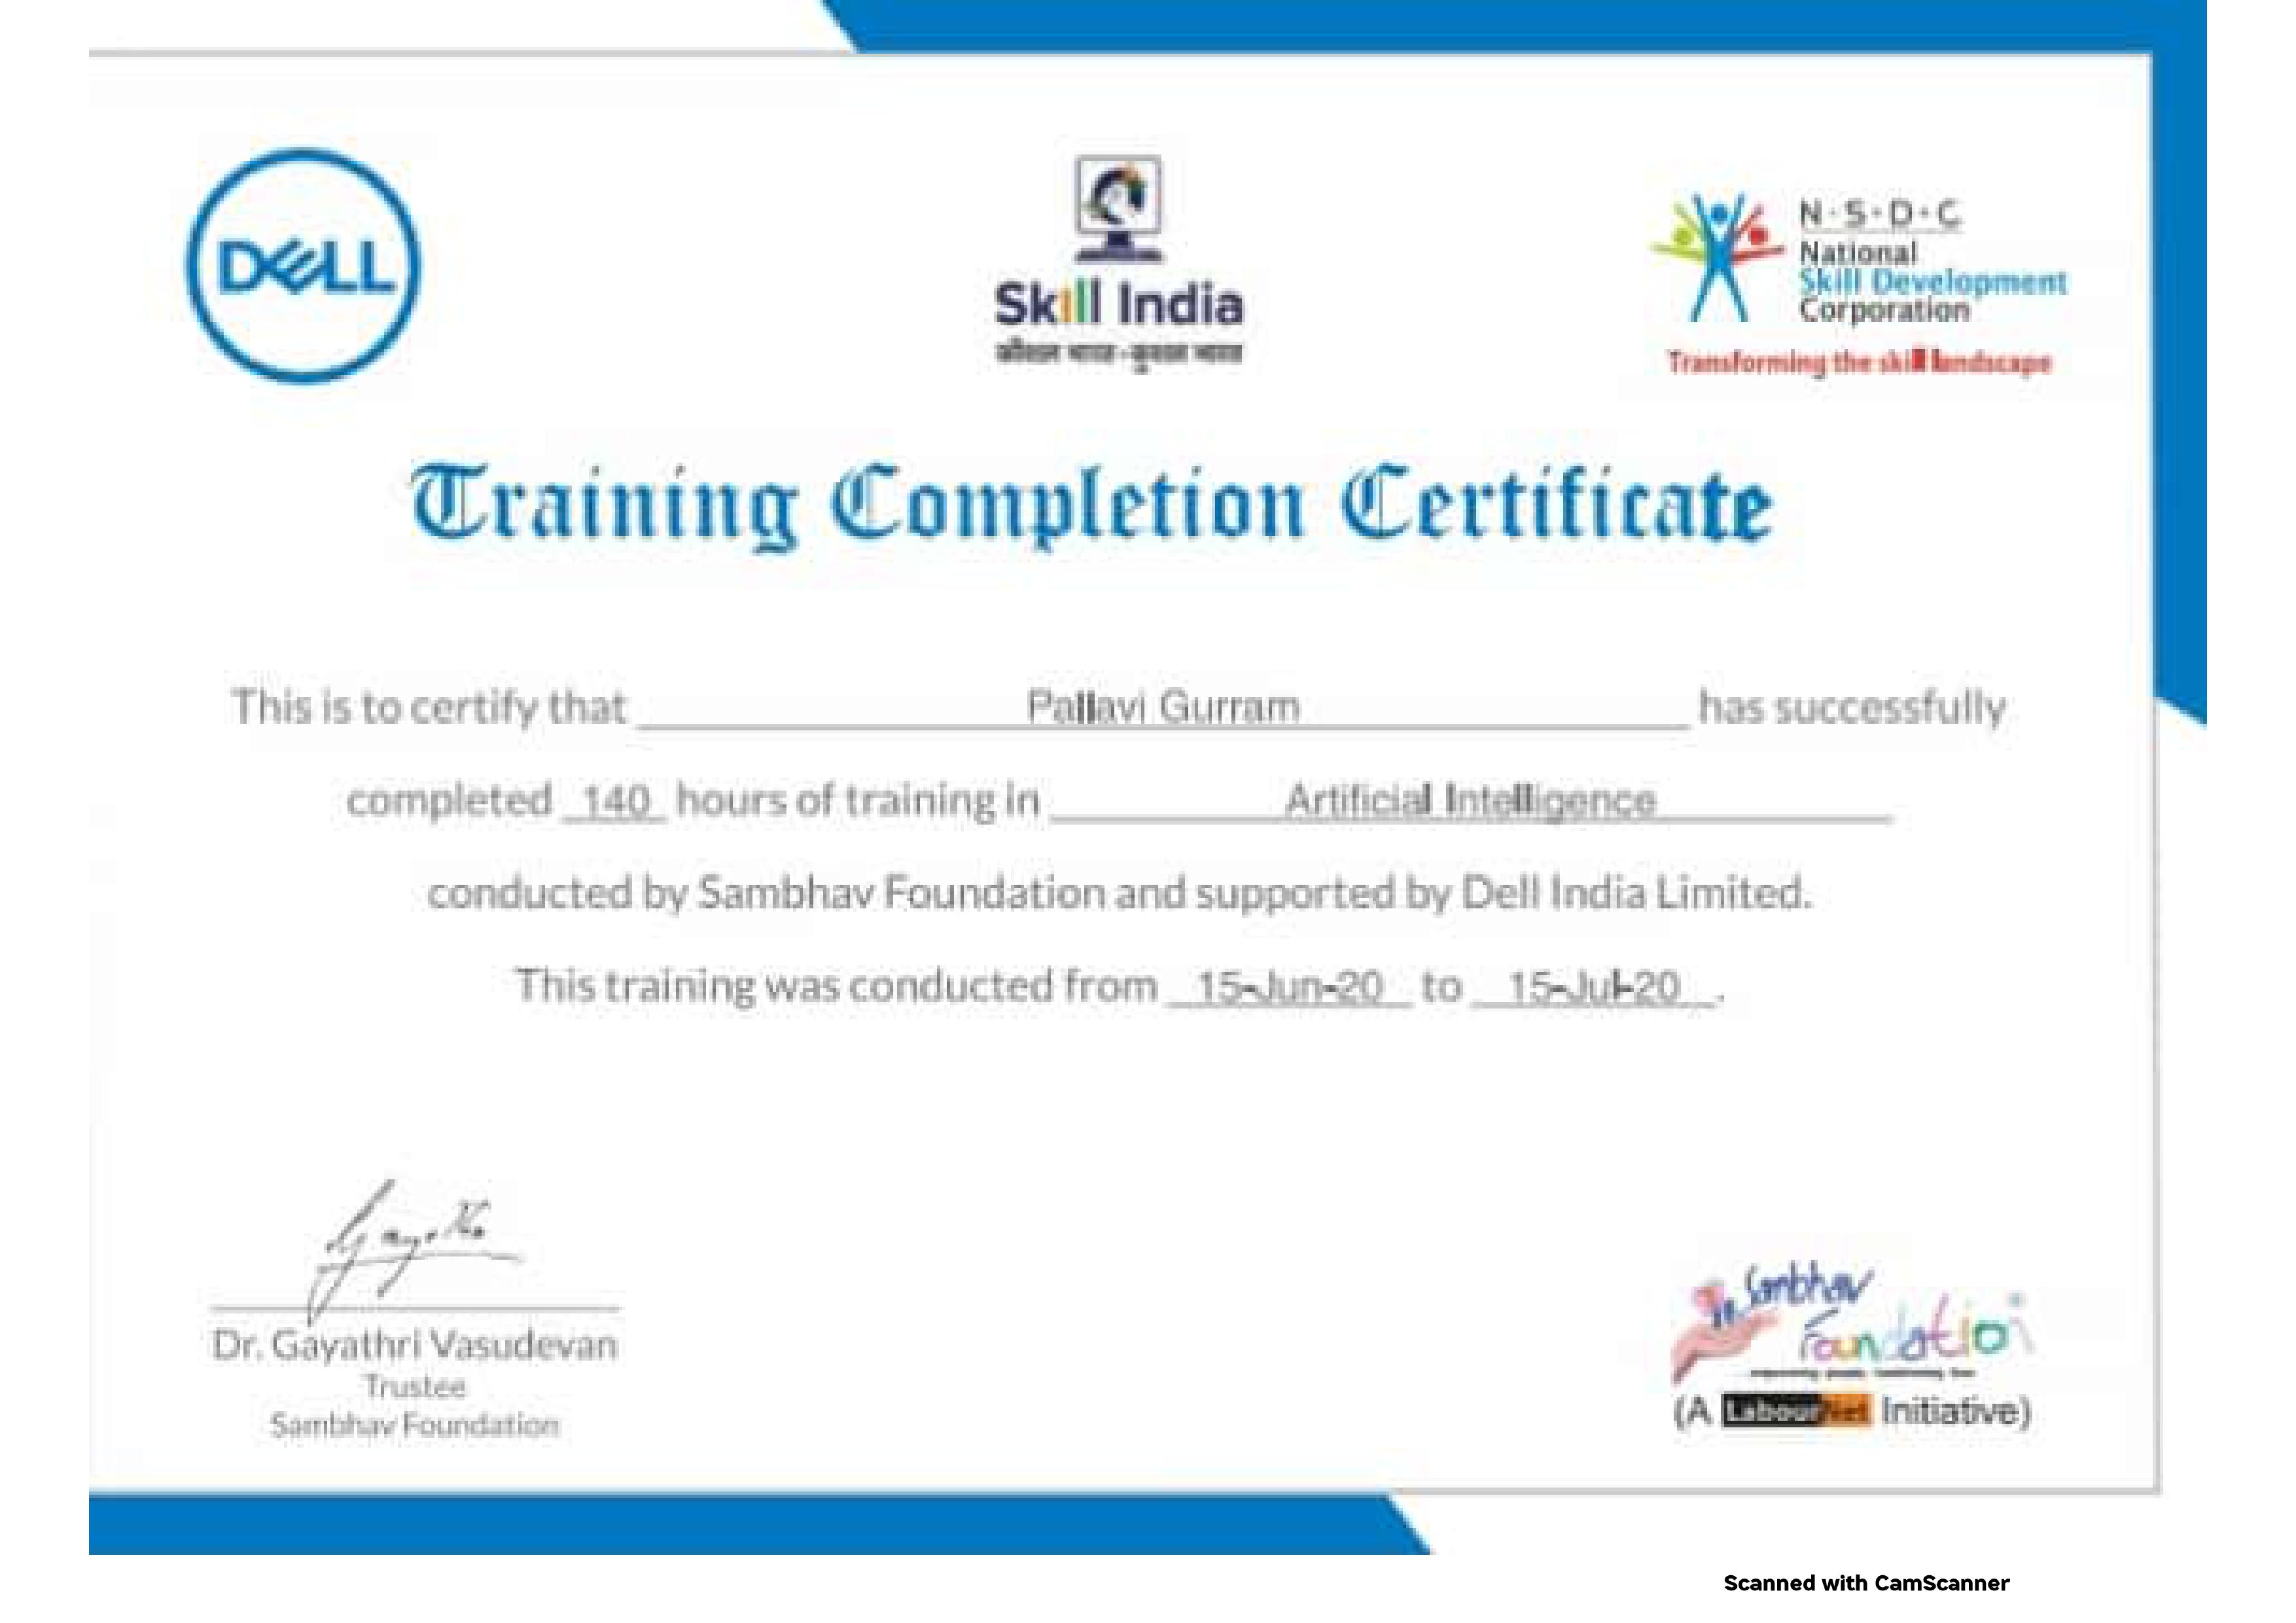 DELL
Skill India
कौशल भारत - कुशल भारत
N·S·D·C
National
Skill Development
Corporation
Transforming the skill landscape
Training Completion Certificate
This is to certify that Pallavi Gurram has successfully
completed 140 hours of training in Artificial Intelligence
conducted by Sambhav Foundation and supported by Dell India Limited.
This training was conducted from 15-Jun-20 to 15-Jul-20.
Dr. Gayathri Vasudevan
Trustee
Sambhav Foundation
Sambhav
Foundation
(A LabourNet Initiative)
Scanned with CamScanner